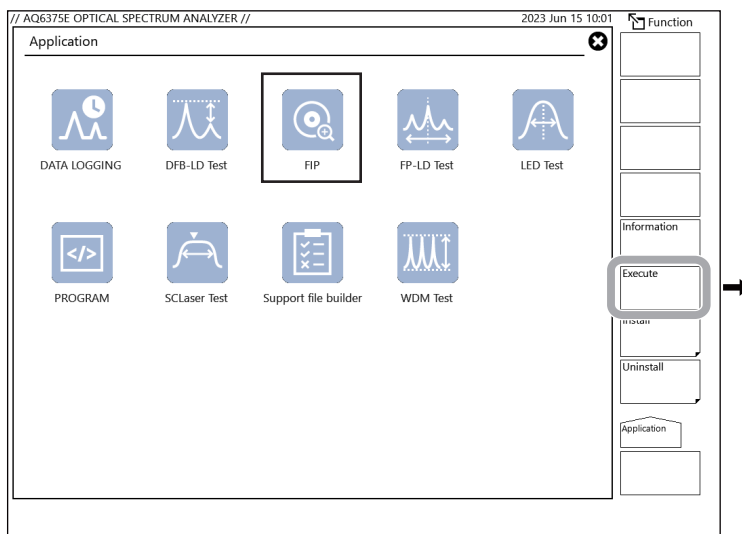 // AQ6375E OPTICAL SPECTRUM ANALYZER // 2023 Jun 15 10:01
Function
Application
DATA LOGGING DFB-LD Test FIP FP-LD Test LED Test
Information
</>
Execute
PROGRAM SCLaser Test Support file builder WDM Test
Install
Uninstall
Application